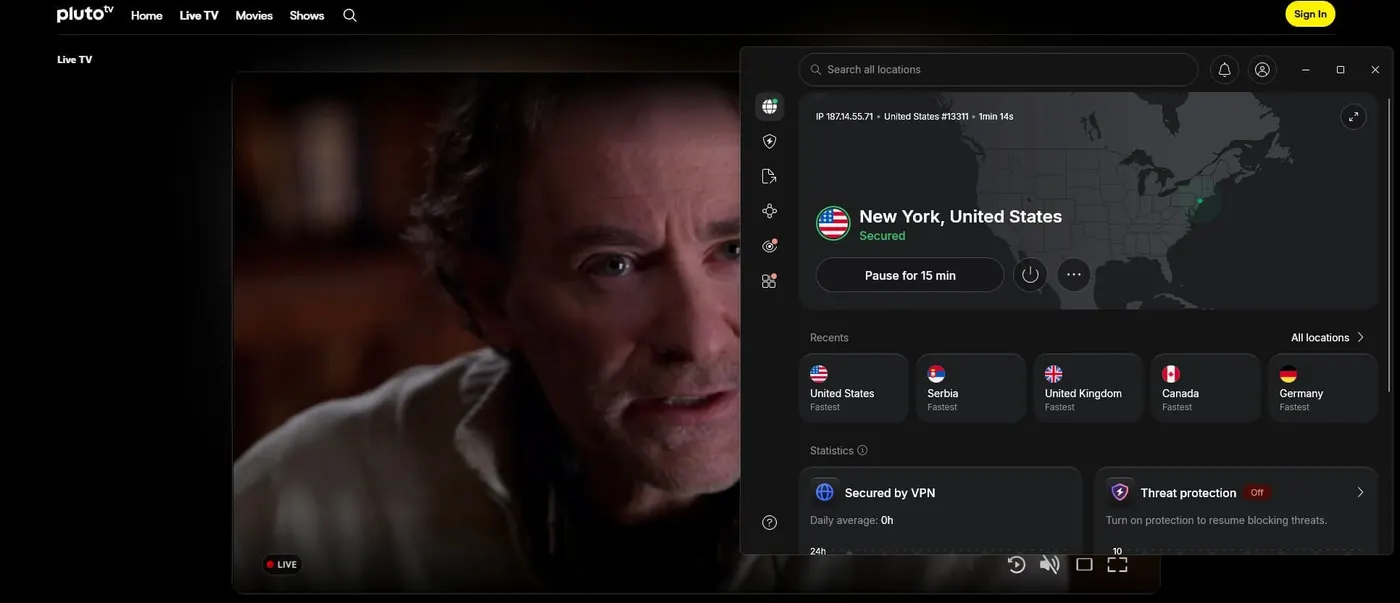 pluto tv Home Live TV Movies Shows
Sign In
Live TV
Search all locations
IP 187.14.55.71 • United States #13311 • 1min 14s
New York, United States
Secured
Pause for 15 min
Recents
All locations
United States
Fastest
Serbia
Fastest
United Kingdom
Fastest
Canada
Fastest
Germany
Fastest
Statistics
Secured by VPN
Daily average: 0h
24h
Threat protection Off
Turn on protection to resume blocking threats.
10
LIVE